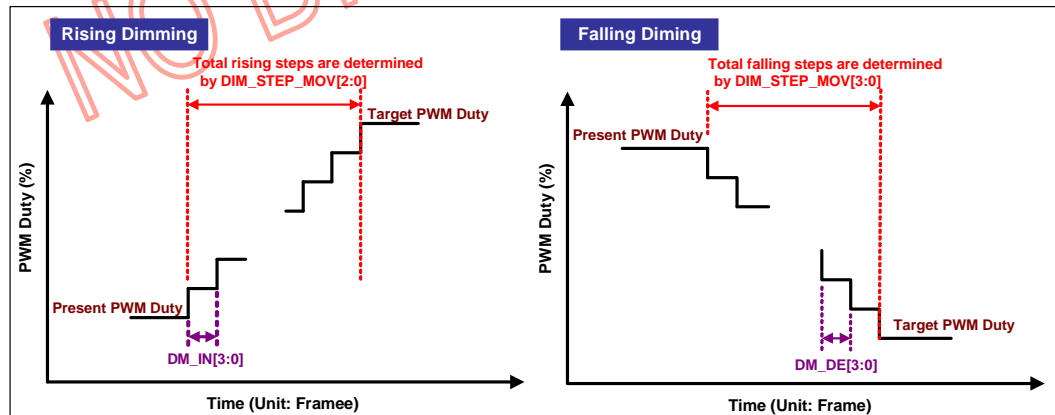 NO D
Rising Dimming
Total rising steps are determined
by DIM_STEP_MOV[2:0]
Target PWM Duty
PWM Duty (%)
Present PWM Duty
DM_IN[3:0]
Time (Unit: Framee)
Falling Diming
Total falling steps are determined
by DIM_STEP_MOV[3:0]
Present PWM Duty
PWM Duty (%)
Target PWM Duty
DM_DE[3:0]
Time (Unit: Frame)